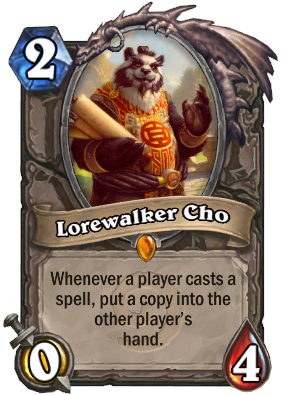 2
Lorewalker Cho
Whenever a player casts a
spell, put a copy into the
other player's
hand.
0
4